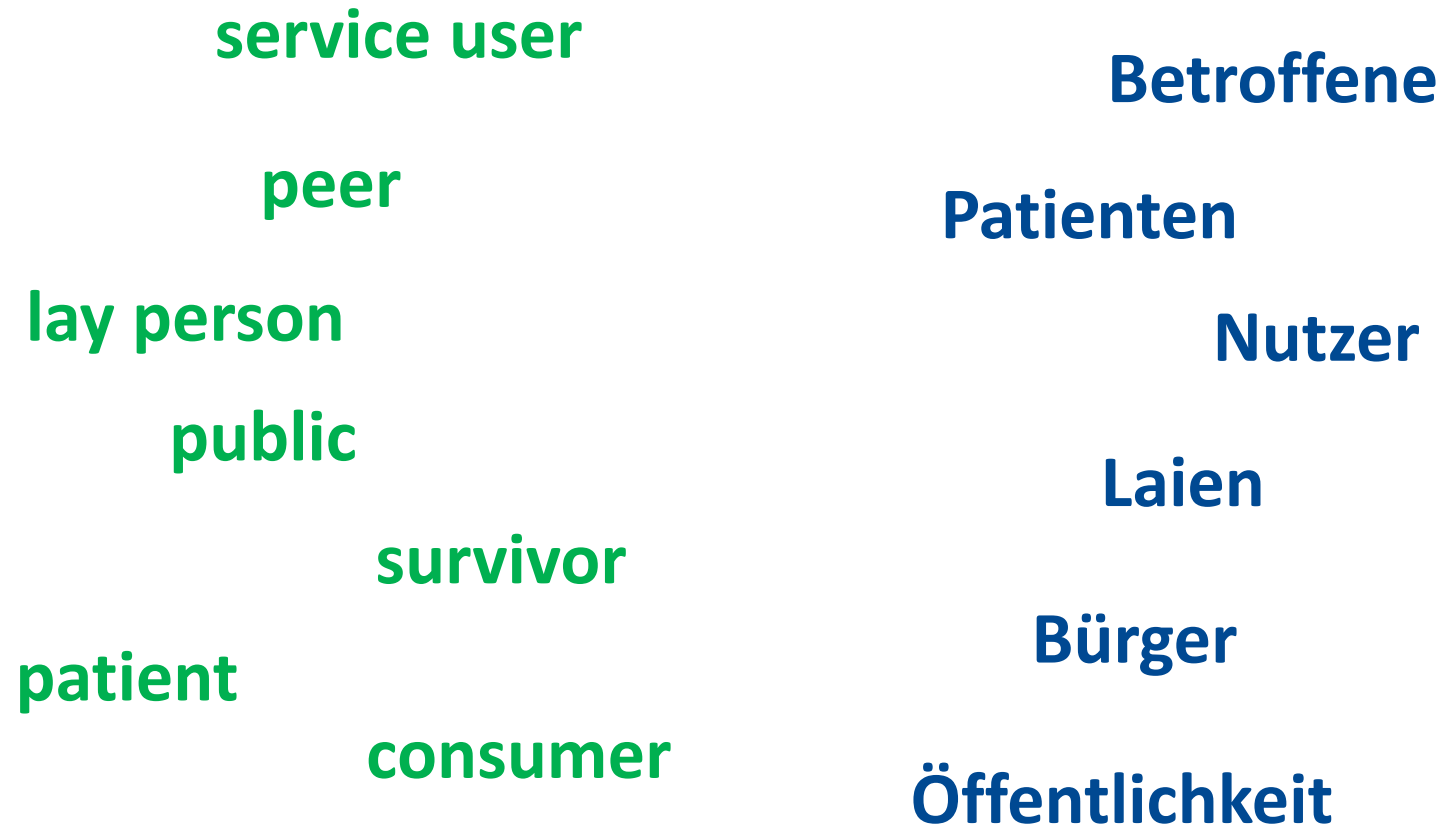 service user
peer
lay person
public
survivor
patient
consumer
Betroffene
Patienten
Nutzer
Laien
Bürger
Öffentlichkeit